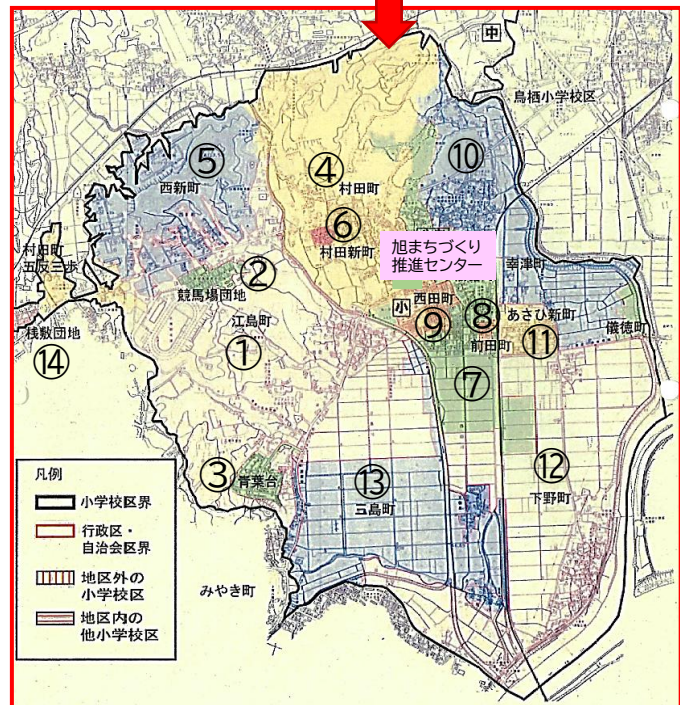 中
鳥栖小学校区
⑤
西新町
④
村田町
⑩
⑥
村田新町
村田町
五反三歩
旭まちづくり
推進センター
幸津町
②
競馬場団地
小
西田町
⑨
⑧
前田町
あさひ新町
⑪
儀徳町
桟敷団地
⑭
江島町
①
⑦
③
青葉台
⑬
三島町
⑫
下野町
みやき町
凡例
小学校区界
行政区・
自治会区界
地区外の
小学校区
地区内の
他小学校区